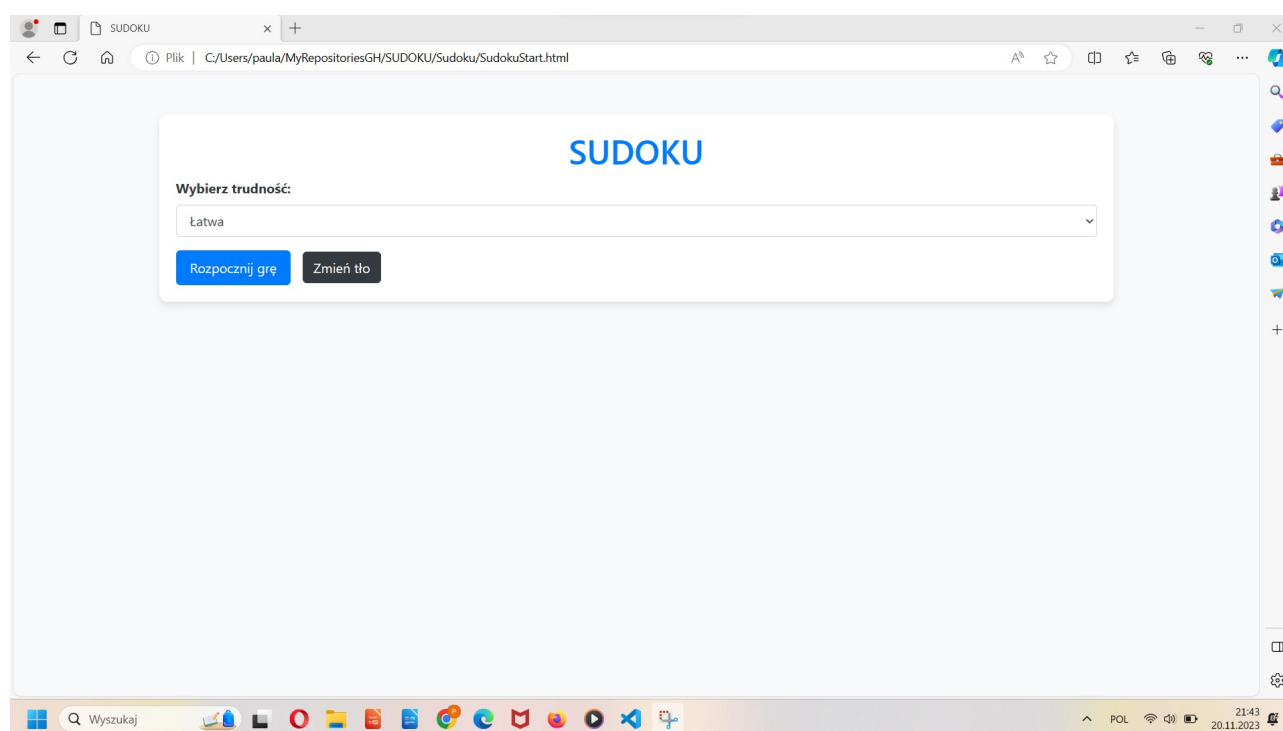 SUDOKU
Plik | C:/Users/paula/MyRepositoriesGH/SUDOKU/Sudoku/SudokuStart.html
SUDOKU
Wybierz trudność:
Łatwa
Rozpocznij grę Zmień tło
Wyszukaj POL 21:43
20.11.2023